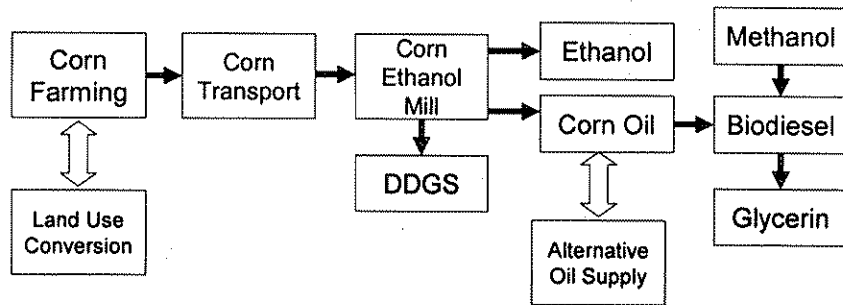 Corn
Farming
Corn
Transport
Corn
Ethanol
Mill
Ethanol
Methanol
Corn Oil
Biodiesel
DDGS
Glycerin
Land Use
Conversion
Alternative
Oil Supply